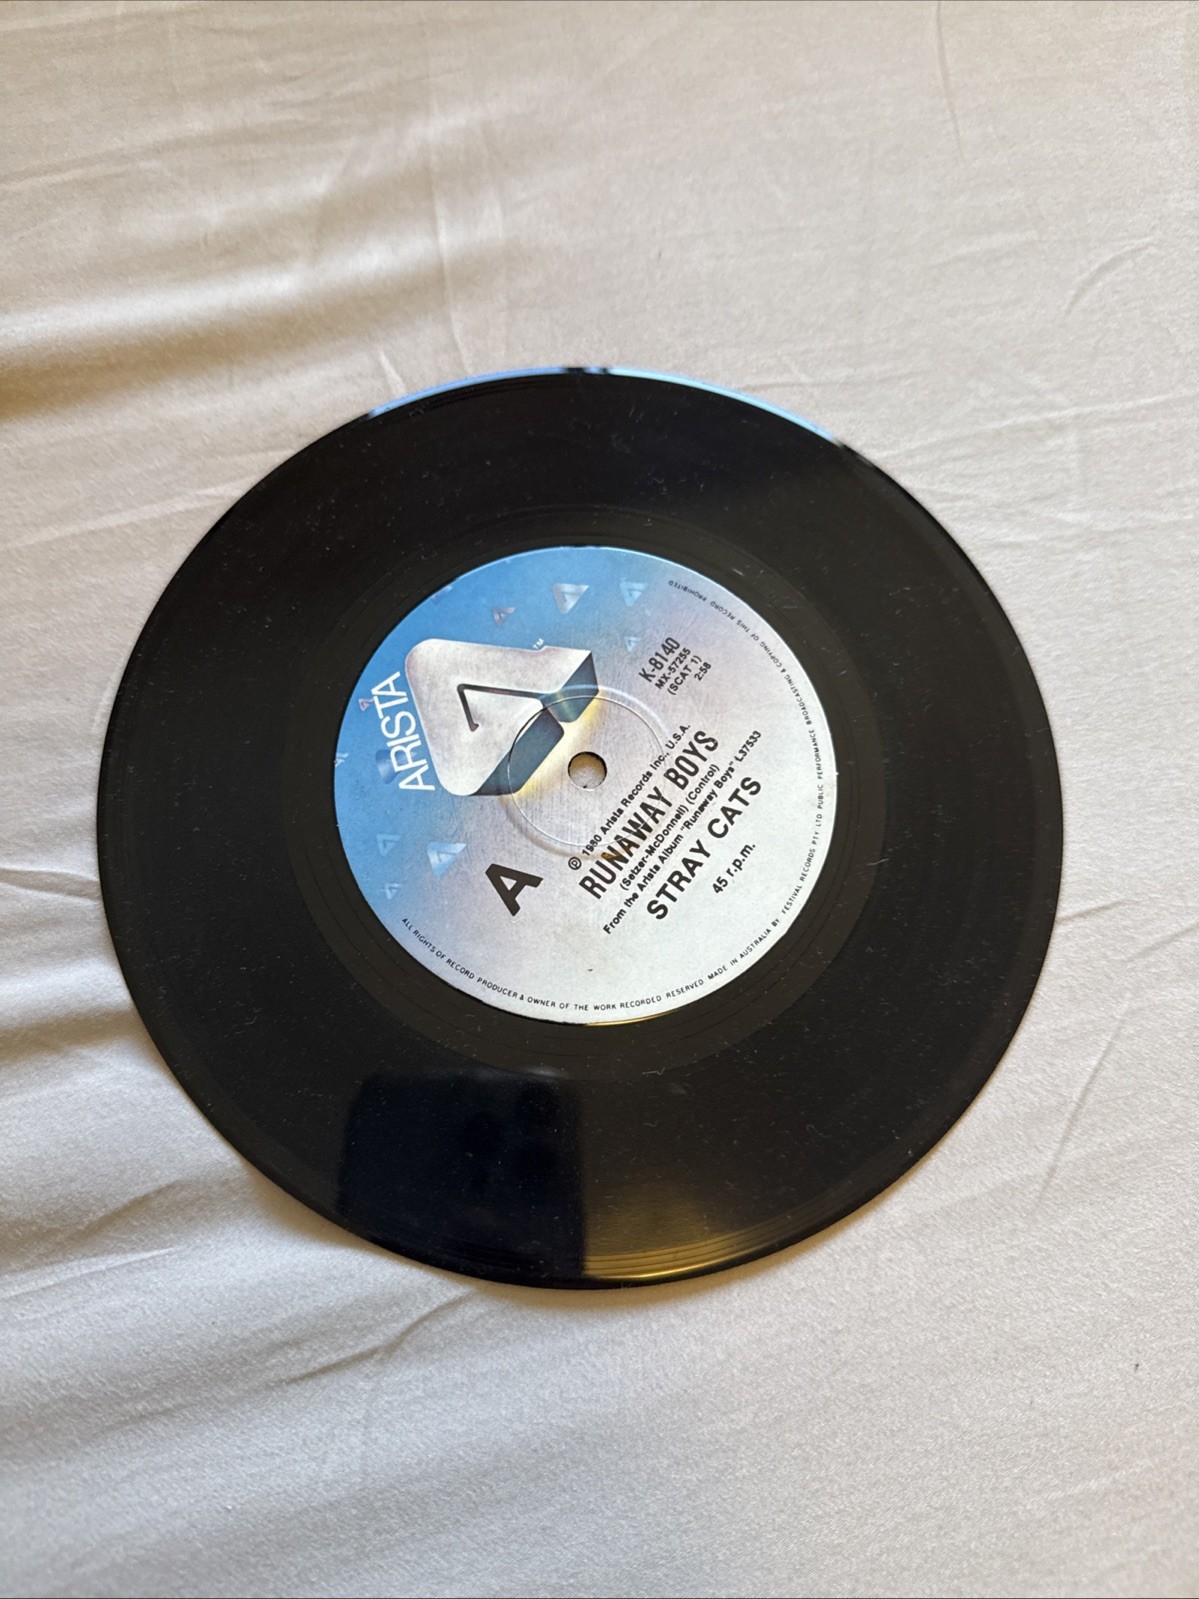 ARISTA
™
K-8140
MX-57255
(SCAT 1)
2:58
A
℗ 1980 Arista Records Inc., U.S.A.
RUNAWAY BOYS
(Setzer-McDonnell) (Control)
From the Arista Album "Runaway Boys" L37533
STRAY CATS
45 r.p.m.
ALL RIGHTS OF RECORD PRODUCER & OWNER OF THE WORK RECORDED RESERVED. MADE IN AUSTRALIA BY FESTIVAL RECORDS PTY LTD PUBLIC PERFORMANCE BROADCASTING & COPYING OF THIS RECORD PROHIBITED